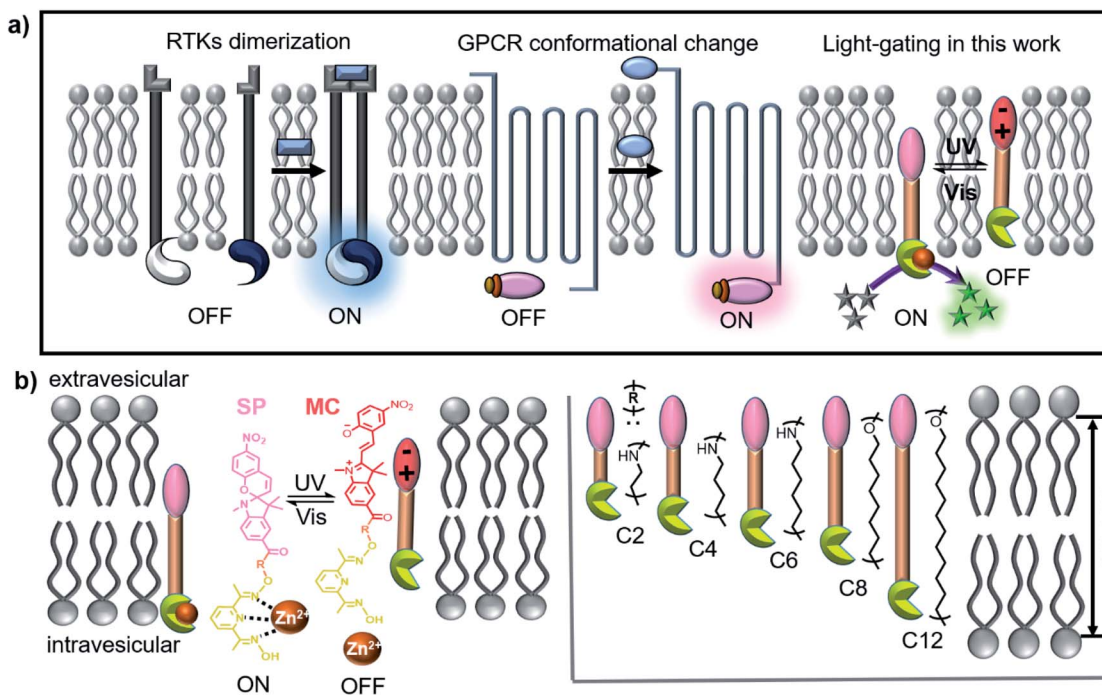 a)
RTKs dimerization
GPCR conformational change
Light-gating in this work
OFF
ON
OFF
ON
- +
UV
Vis
OFF
ON
b)
extravesicular
SP
MC
NO2
O
N
Me
O
R
O
N
N
N
OH
Zn2+
UV
Vis
NO2
-O
N+
Me
O
R
O
N
N
N
OH
Zn2+
- +
intravesicular
ON
OFF
(R)
:
HN
HN
HN
O
O
C2
C4
C6
C8
C12